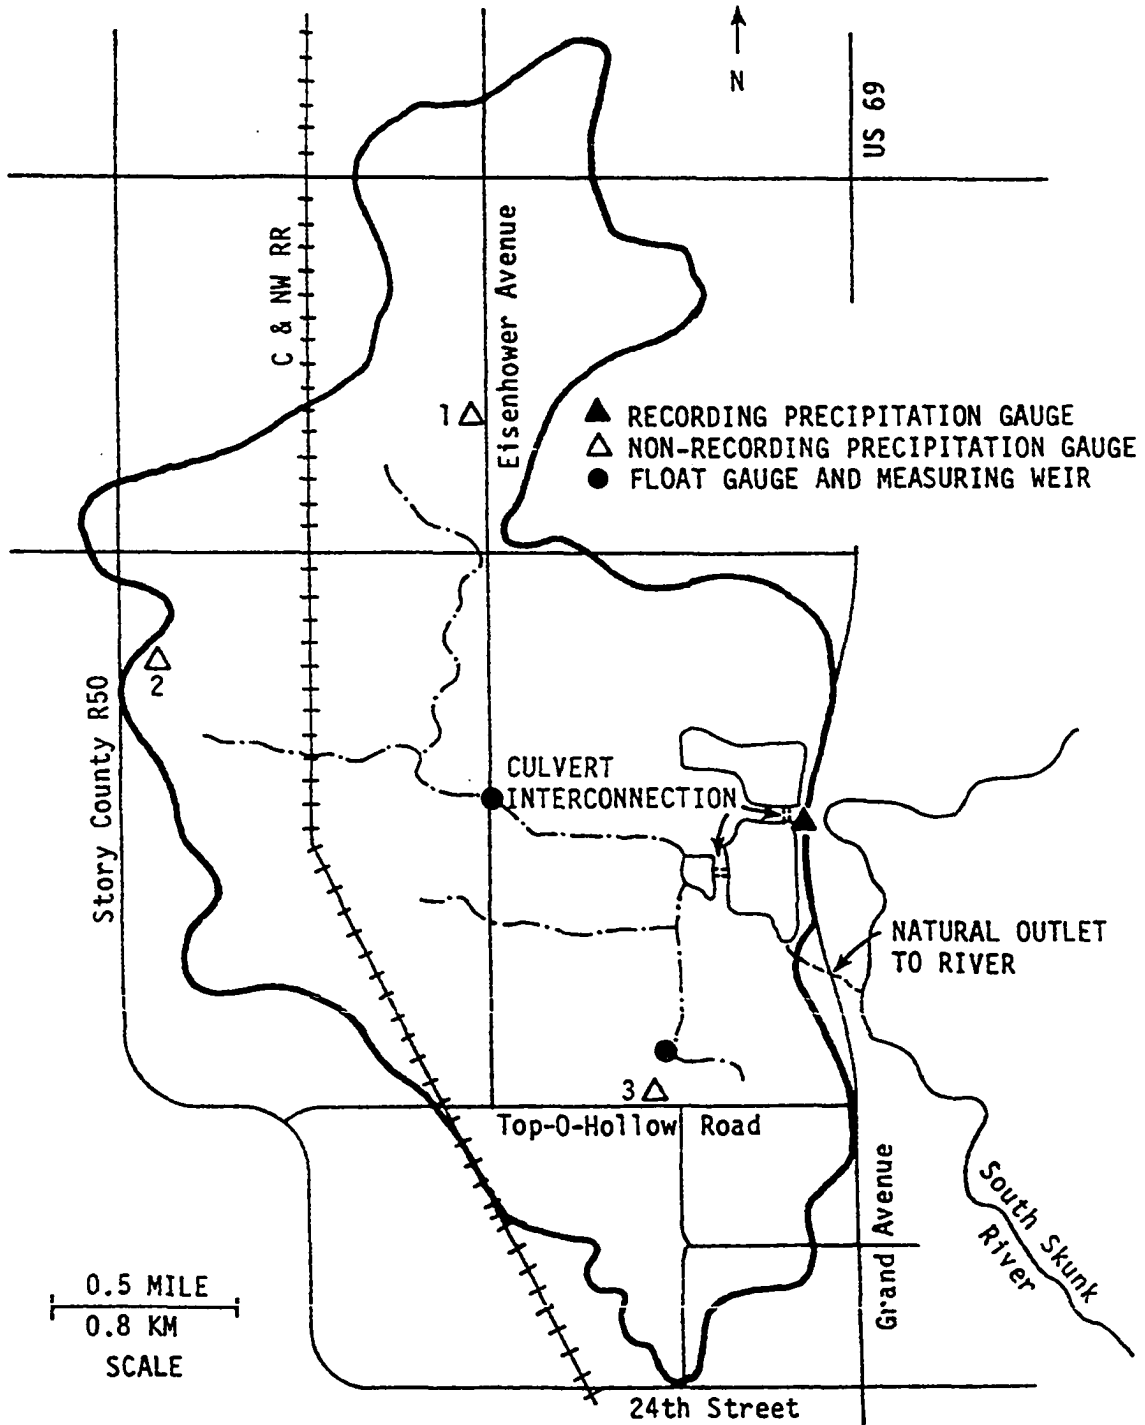 N
US 69
C & NW RR
Eisenhower Avenue
1
RECORDING PRECIPITATION GAUGE
NON-RECORDING PRECIPITATION GAUGE
FLOAT GAUGE AND MEASURING WEIR
2
Story County R50
CULVERT
INTERCONNECTION
NATURAL OUTLET
TO RIVER
3
Top-O-Hollow Road
South Skunk
River
Grand Avenue
0.5 MILE
0.8 KM
SCALE
24th Street